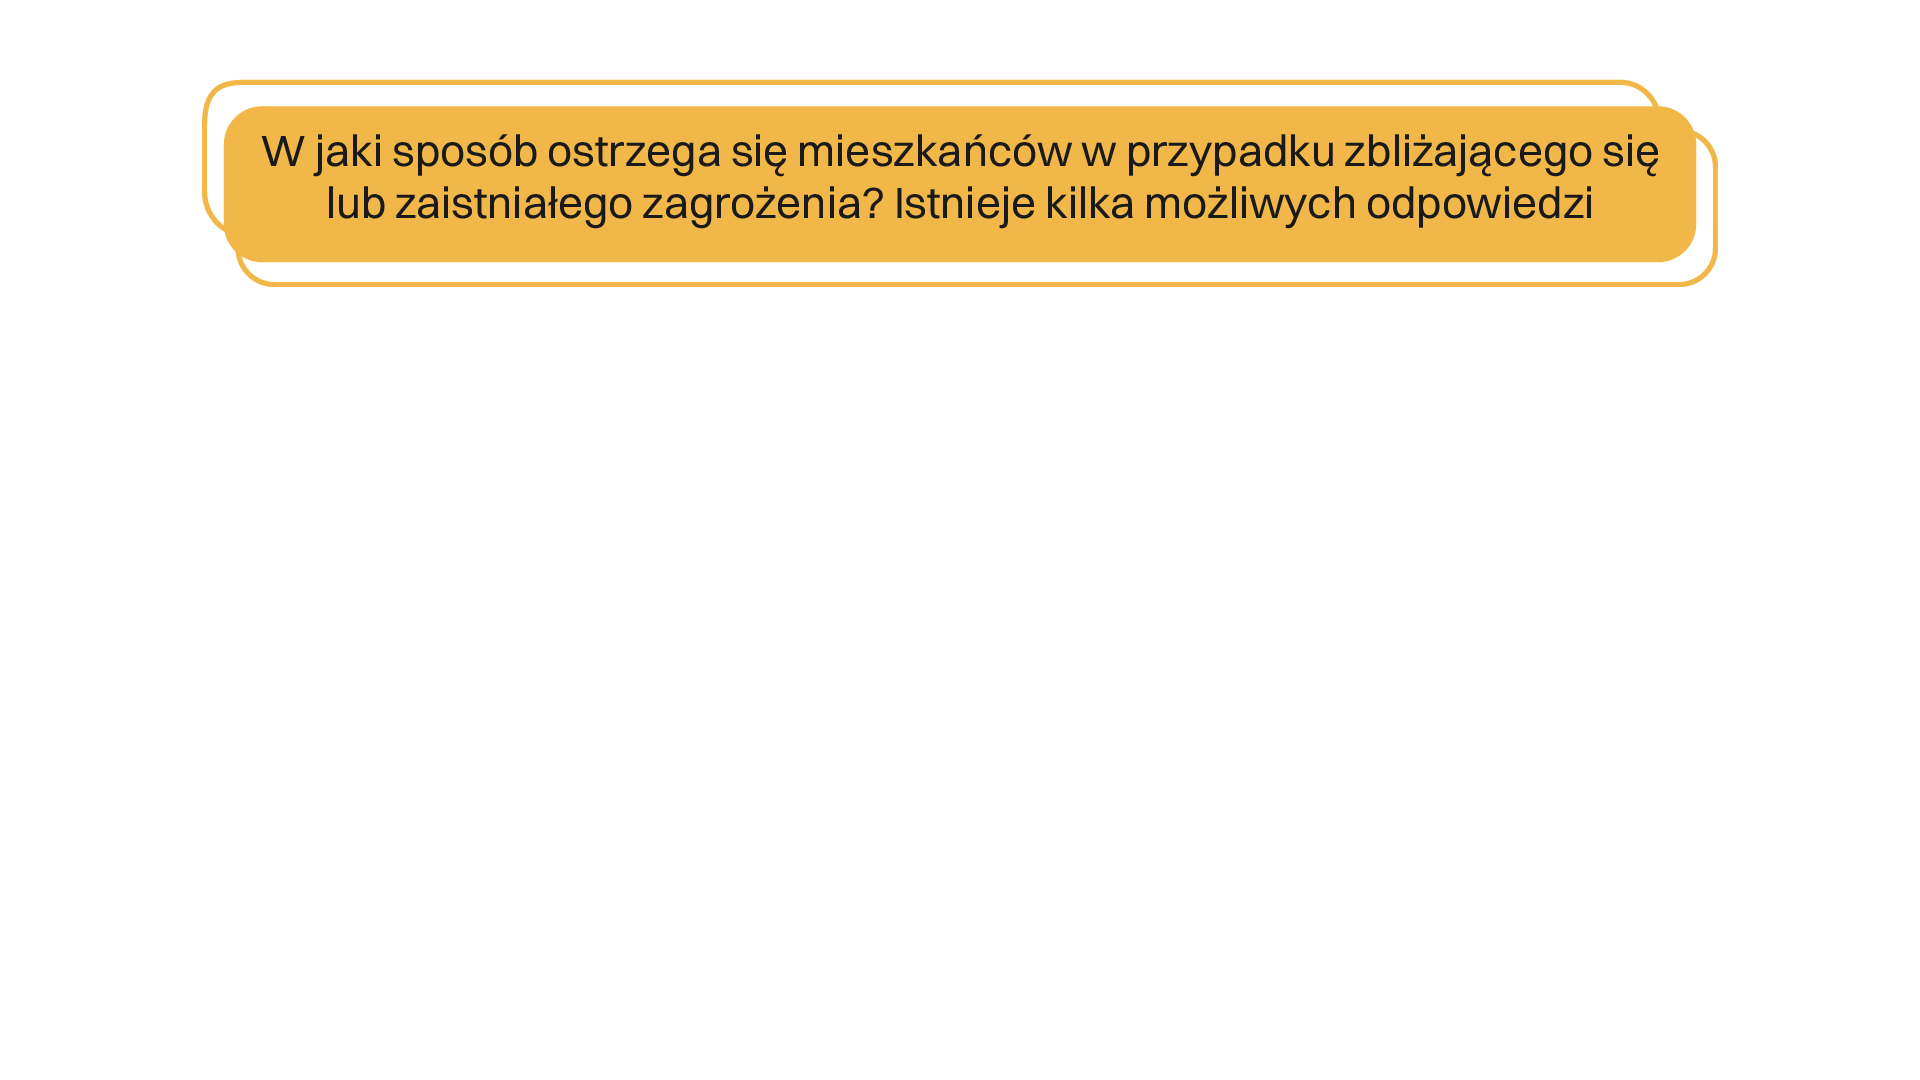 W jaki sposób ostrzega się mieszkańców w przypadku zbliżającego się
lub zaistniałego zagrożenia? Istnieje kilka możliwych odpowiedzi